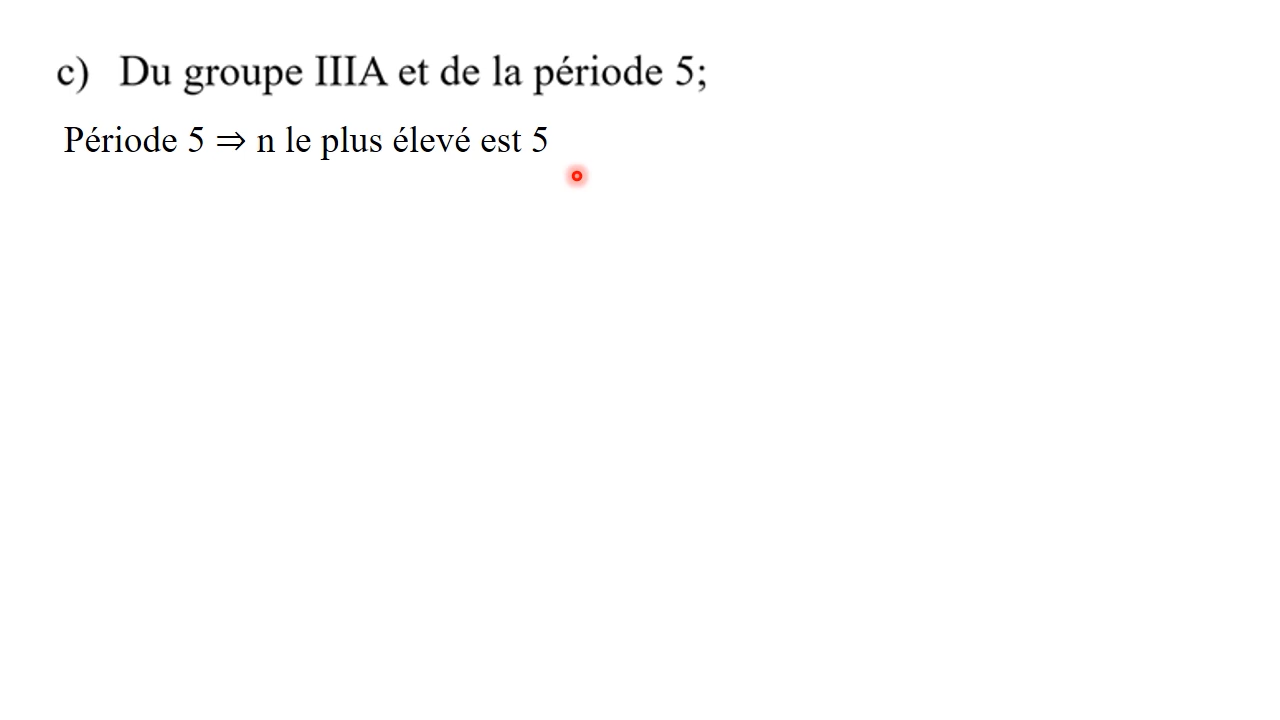 c) Du groupe IIIA et de la période 5;
Période 5 ⇒ n le plus élevé est 5